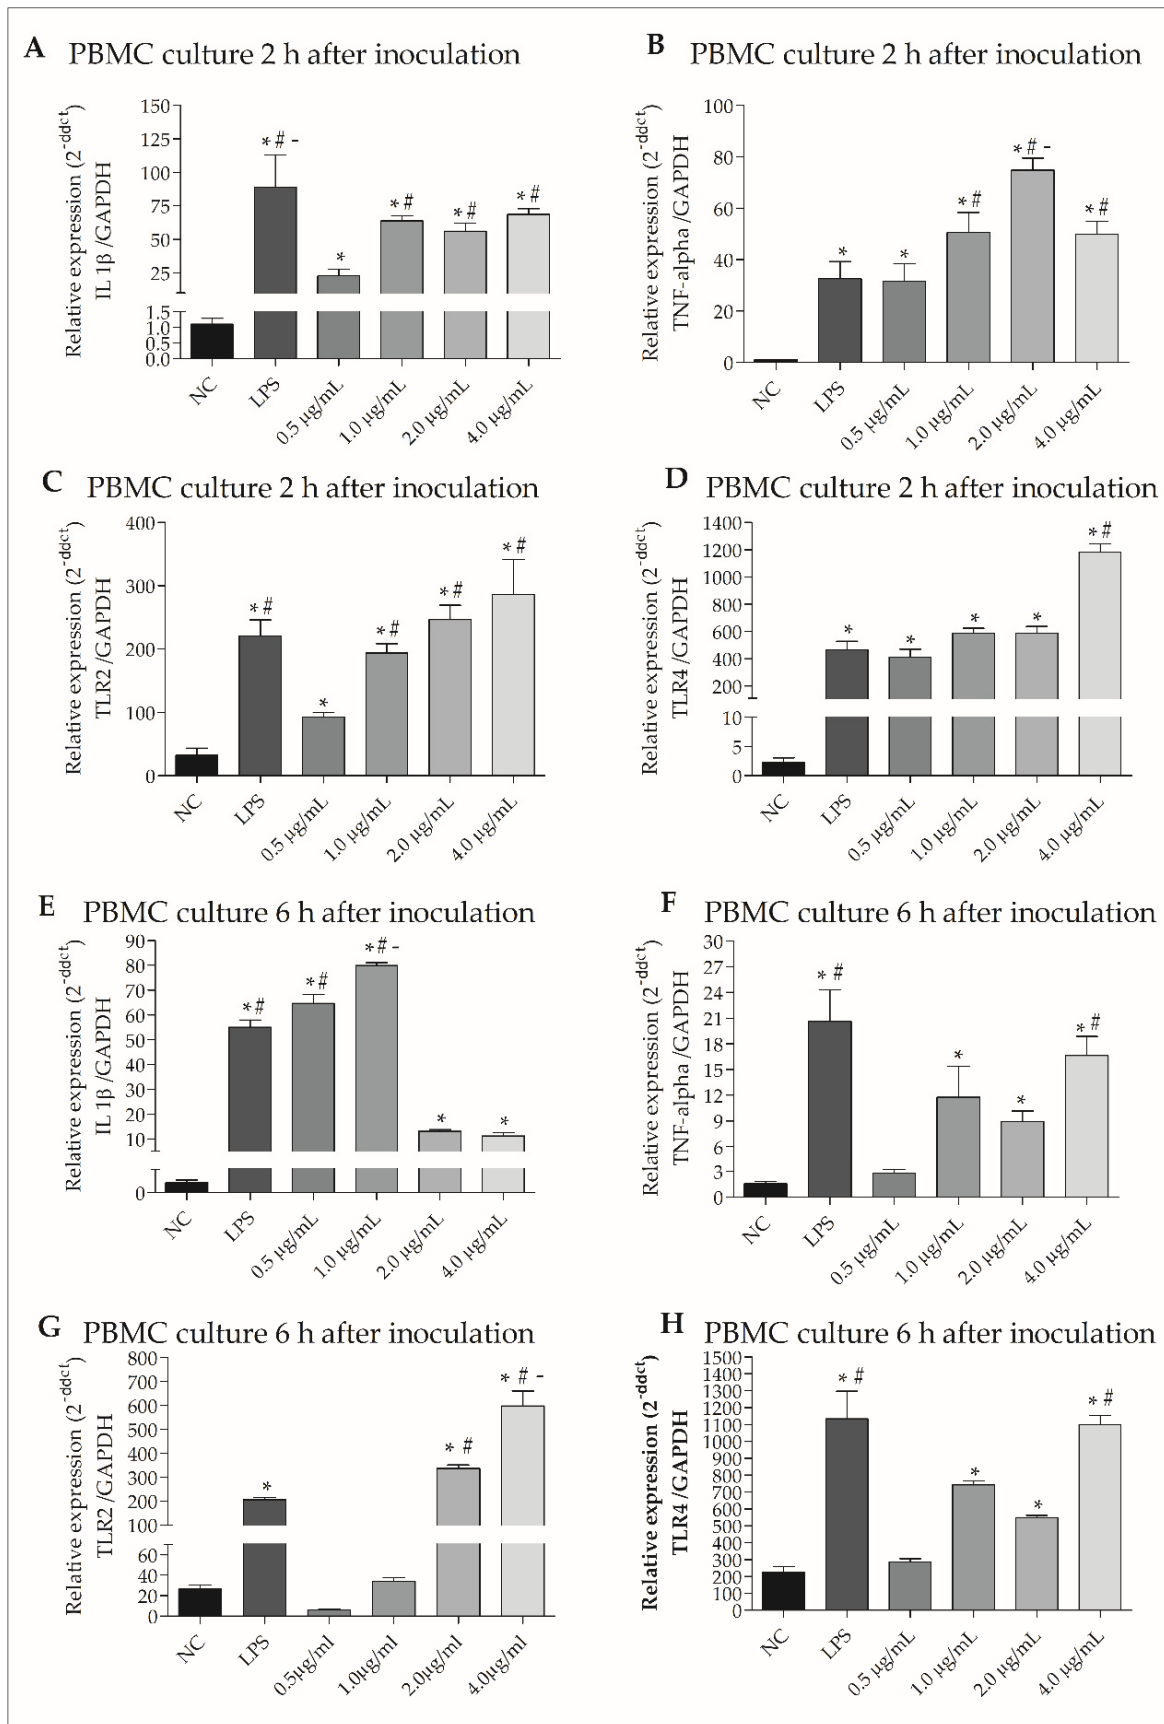 A PBMC culture 2 h after inoculation
Relative expression (2^-ddct)
IL 1β /GAPDH
150
125
100
75
50
25
1.5
1.0
0.5
0.0
* # -
*
* #
* #
* #
NC
LPS
0.5 µg/mL
1.0 µg/mL
2.0 µg/mL
4.0 µg/mL
B PBMC culture 2 h after inoculation
Relative expression (2^-ddct)
TNF-alpha /GAPDH
100
80
60
40
20
0
*
*
* #
* # -
* #
NC
LPS
0.5 µg/mL
1.0 µg/mL
2.0 µg/mL
4.0 µg/mL
C PBMC culture 2 h after inoculation
Relative expression (2^-ddct)
TLR2 /GAPDH
400
300
200
100
0
* #
*
* #
* #
* #
NC
LPS
0.5 µg/mL
1.0 µg/mL
2.0 µg/mL
4.0 µg/mL
D PBMC culture 2 h after inoculation
Relative expression (2^-ddct)
TLR4 /GAPDH
1400
1200
1000
800
600
400
200
10
5
0
*
*
*
*
* #
NC
LPS
0.5 µg/mL
1.0 µg/mL
2.0 µg/mL
4.0 µg/mL
E PBMC culture 6 h after inoculation
Relative expression (2^-ddct)
IL 1β /GAPDH
90
80
70
60
50
40
30
20
10
0
* #
* #
* # -
*
*
NC
LPS
0.5 µg/mL
1.0 µg/mL
2.0 µg/mL
4.0 µg/mL
F PBMC culture 6 h after inoculation
Relative expression (2^-ddct)
TNF-alpha /GAPDH
30
27
24
21
18
15
12
9
6
3
0
* #
*
*
* #
NC
LPS
0.5 µg/mL
1.0 µg/mL
2.0 µg/mL
4.0 µg/mL
G PBMC culture 6 h after inoculation
Relative expression (2^-ddct)
TLR2 /GAPDH
800
700
600
500
400
300
200
100
60
40
20
0
*
* #
* # -
NC
LPS
0.5µg/ml
1.0µg/ml
2.0µg/ml
4.0µg/ml
H PBMC culture 6 h after inoculation
Relative expression (2^-ddct)
TLR4 /GAPDH
1500
1400
1300
1200
1100
1000
900
800
700
600
500
400
300
200
100
0
* #
*
*
* #
NC
LPS
0.5 µg/mL
1.0 µg/mL
2.0 µg/mL
4.0 µg/mL